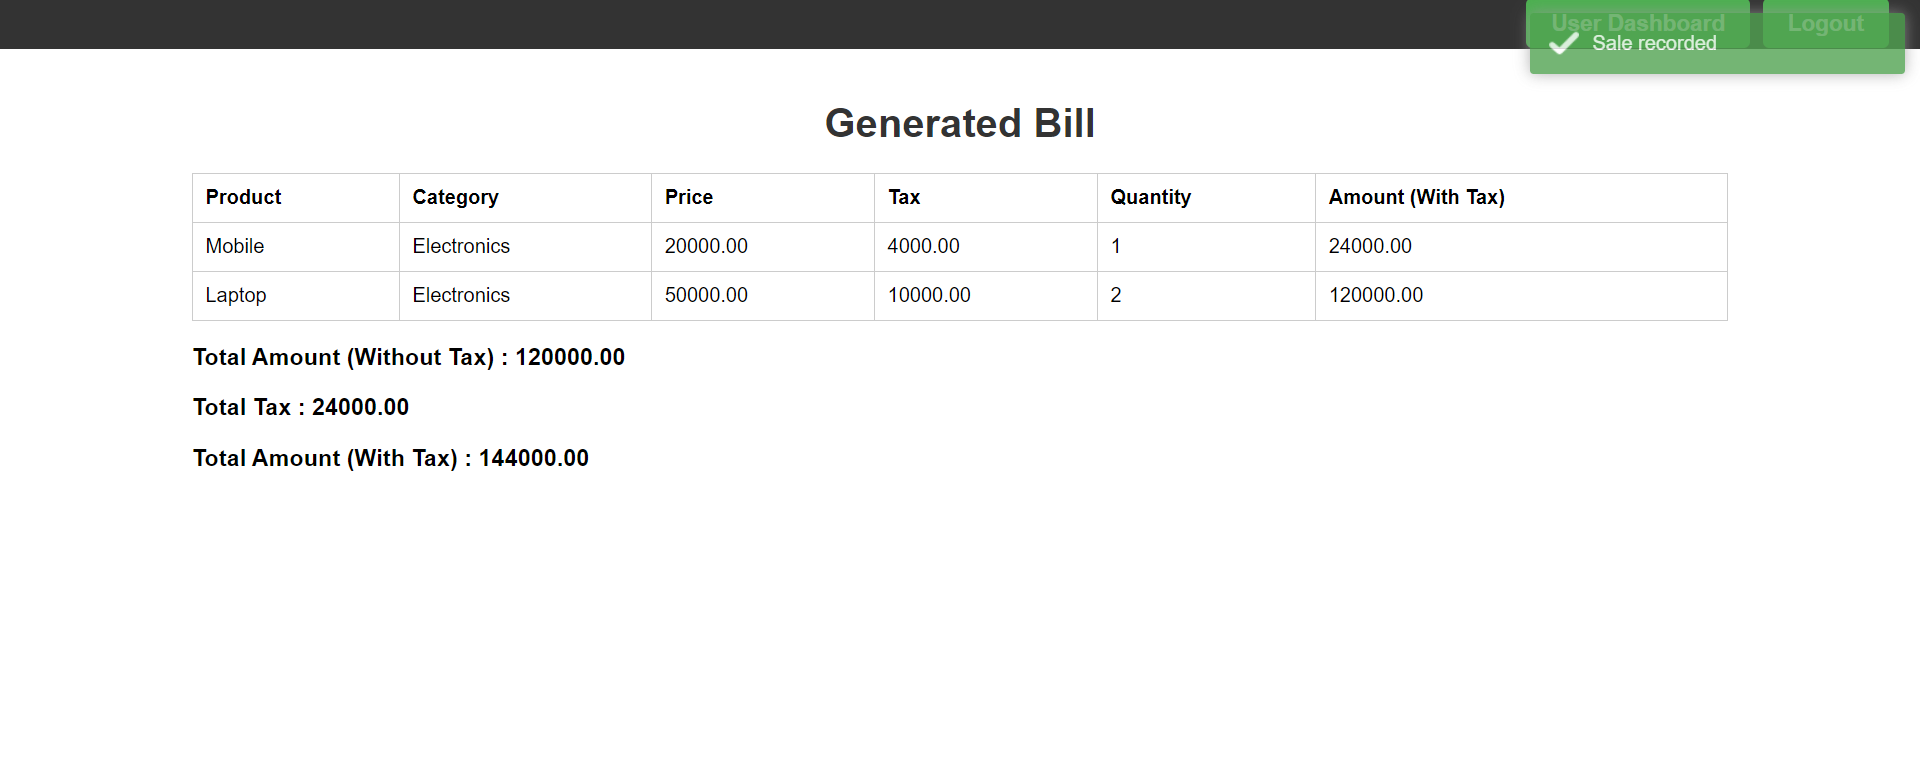 User Dashboard Logout
Sale recorded
Generated Bill
Product Category Price Tax Quantity Amount (With Tax)
Mobile Electronics 20000.00 4000.00 1 24000.00
Laptop Electronics 50000.00 10000.00 2 120000.00
Total Amount (Without Tax) : 120000.00
Total Tax : 24000.00
Total Amount (With Tax) : 144000.00